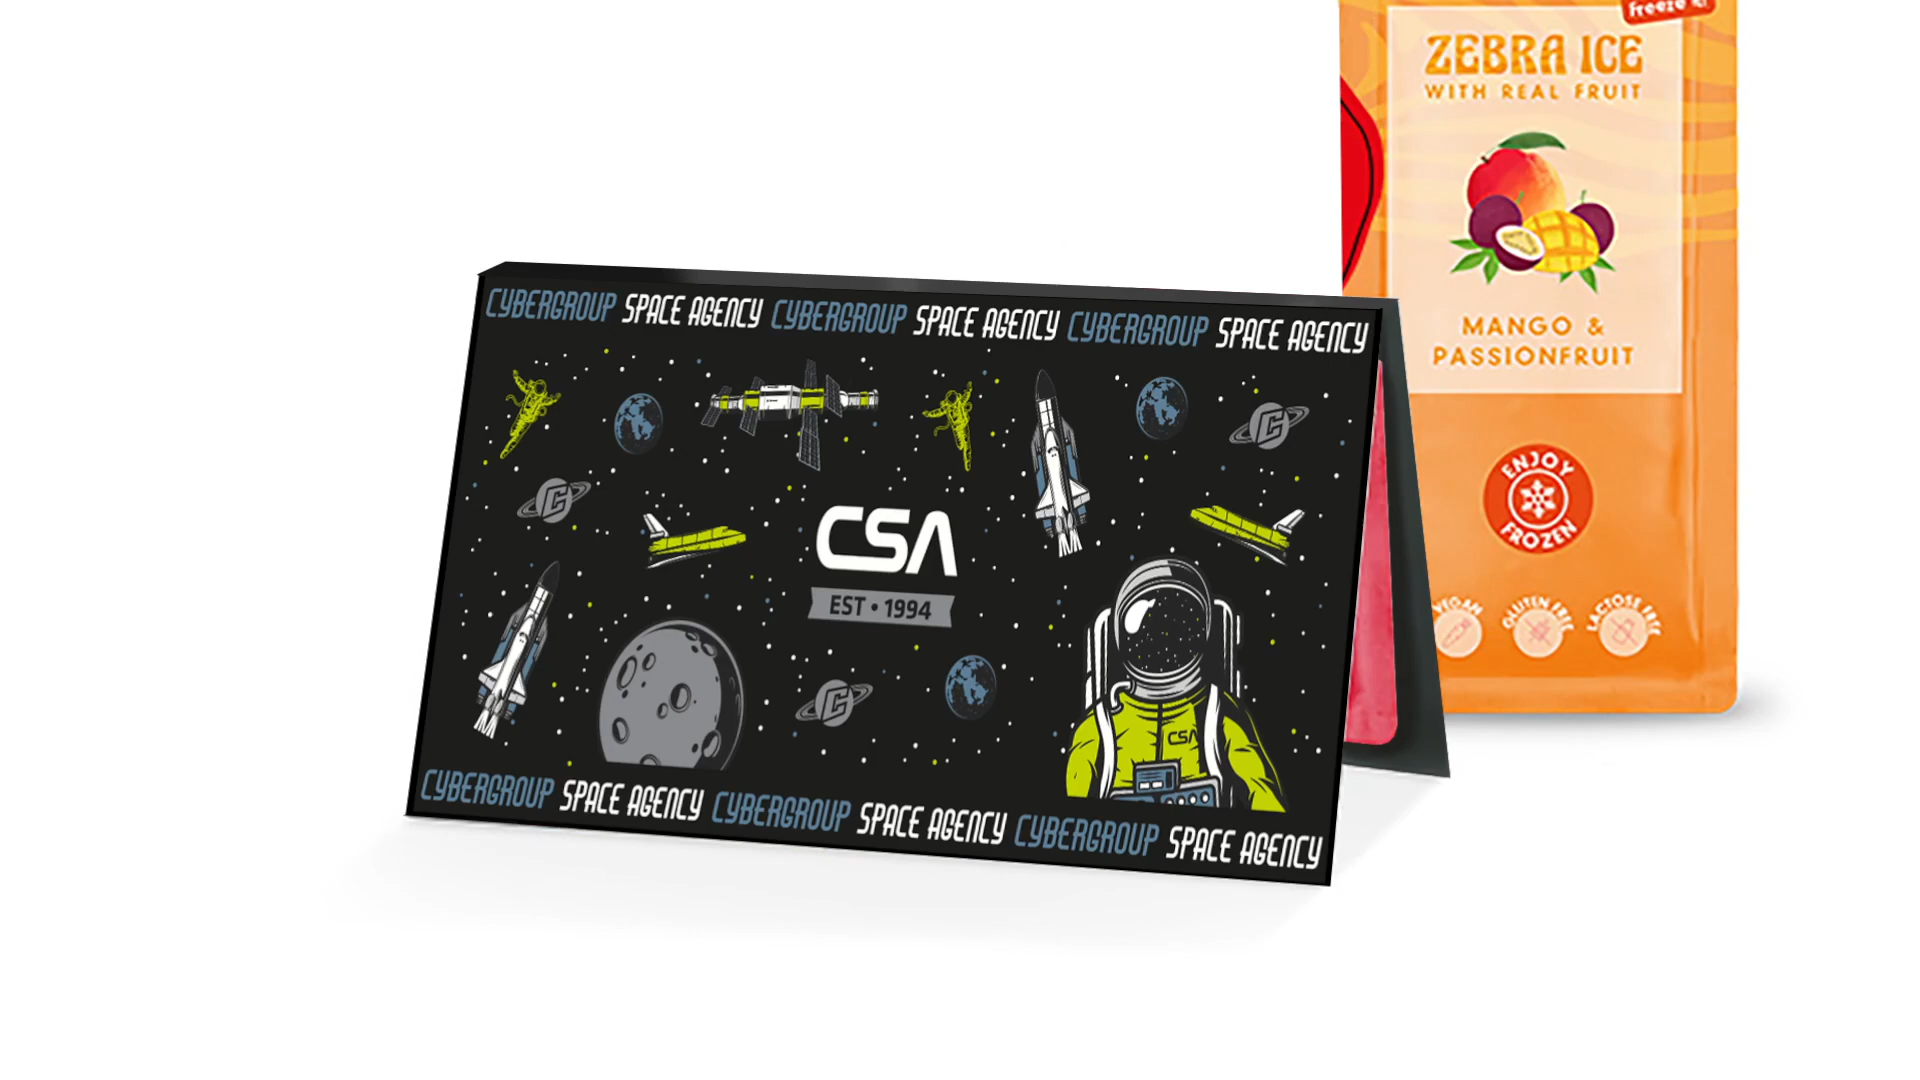 freeze it!
ZEBRA ICE
WITH REAL FRUIT
MANGO &
PASSIONFRUIT
ENJOY
FROZEN
VEGAN
GLUTEN FREE
LACTOSE FREE
CYBERGROUP SPACE AGENCY CYBERGROUP SPACE AGENCY CYBERGROUP SPACE AGENCY
CSA
EST • 1994
CSA
CYBERGROUP SPACE AGENCY CYBERGROUP SPACE AGENCY CYBERGROUP SPACE AGENCY